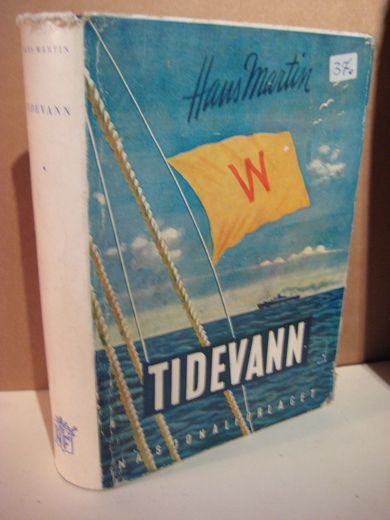 HANS MARTIN
TIDEVANN
Hans Martin
37.
W
TIDEVANN
NASJONALFORLAGET